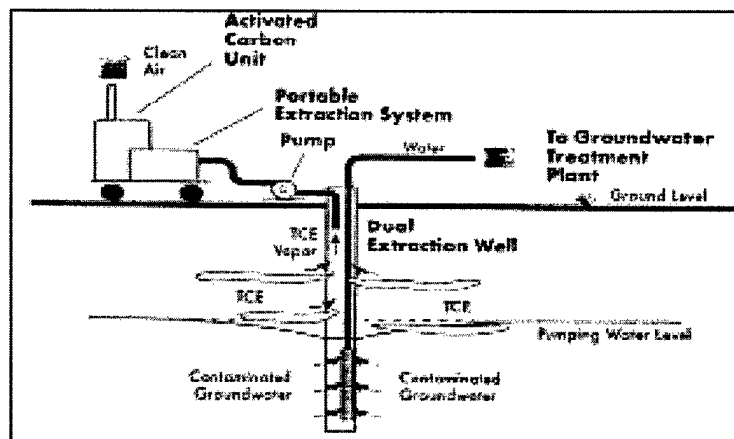 Activated
Carbon
Unit
Clean
Air
Portable
Extraction System
Pump
Water
To Groundwater
Treatment
Plant
Ground Level
TCE
Vapor
Dual
Extraction Well
TCE
TCE
Pumping Water Level
Contaminated
Groundwater
Contaminated
Groundwater